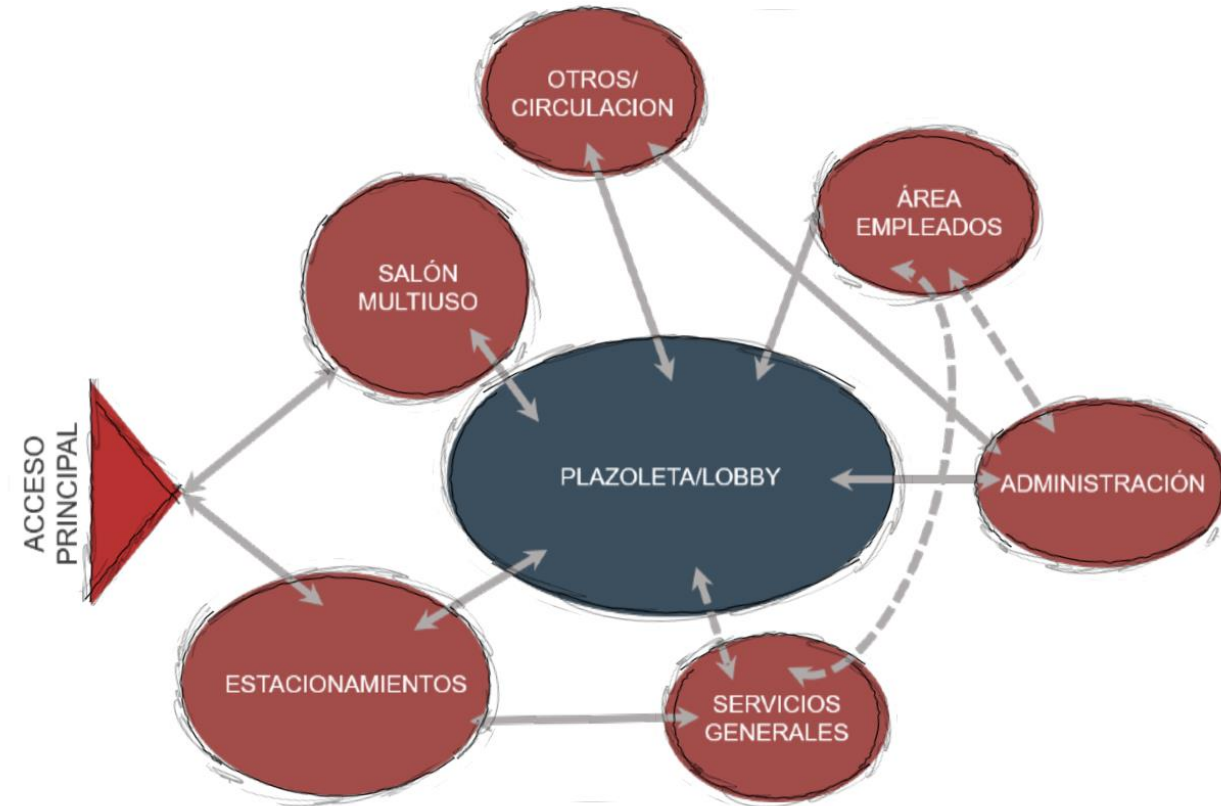 OTROS/
CIRCULACION
ÁREA
EMPLEADOS
SALÓN
MULTIUSO
ACCESO
PRINCIPAL
PLAZOLETA/LOBBY
ADMINISTRACIÓN
ESTACIONAMIENTOS
SERVICIOS
GENERALES